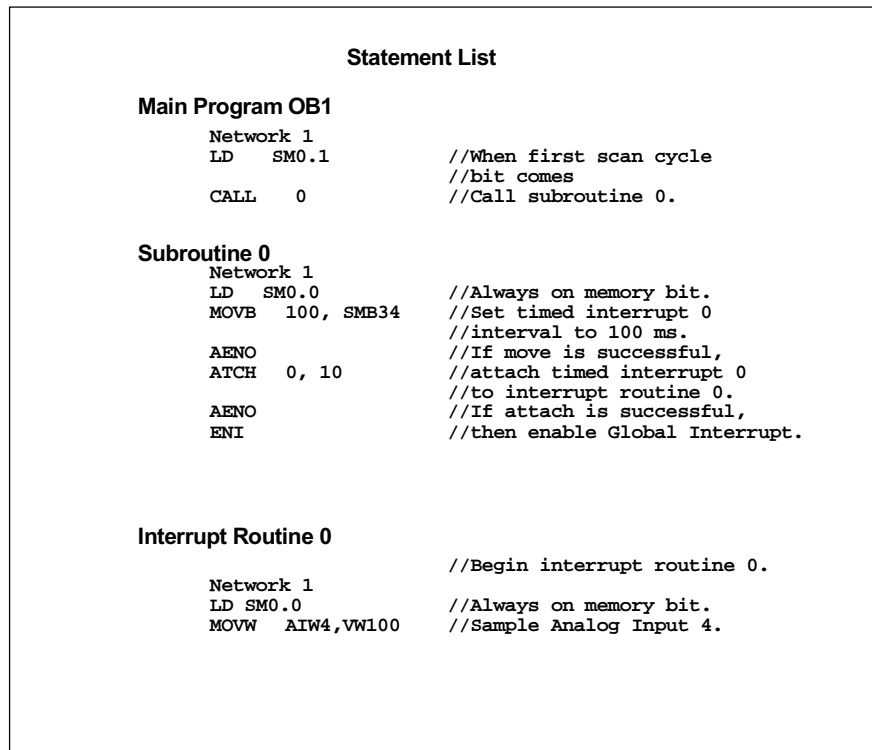 Statement List
Main Program OB1
Network 1
LD SM0.1 //When first scan cycle
//bit comes
CALL 0 //Call subroutine 0.
Subroutine 0
Network 1
LD SM0.0 //Always on memory bit.
MOVB 100, SMB34 //Set timed interrupt 0
//interval to 100 ms.
AENO //If move is successful,
ATCH 0, 10 //attach timed interrupt 0
//to interrupt routine 0.
AENO //If attach is successful,
ENI //then enable Global Interrupt.
Interrupt Routine 0
//Begin interrupt routine 0.
Network 1
LD SM0.0 //Always on memory bit.
MOVW AIW4,VW100 //Sample Analog Input 4.